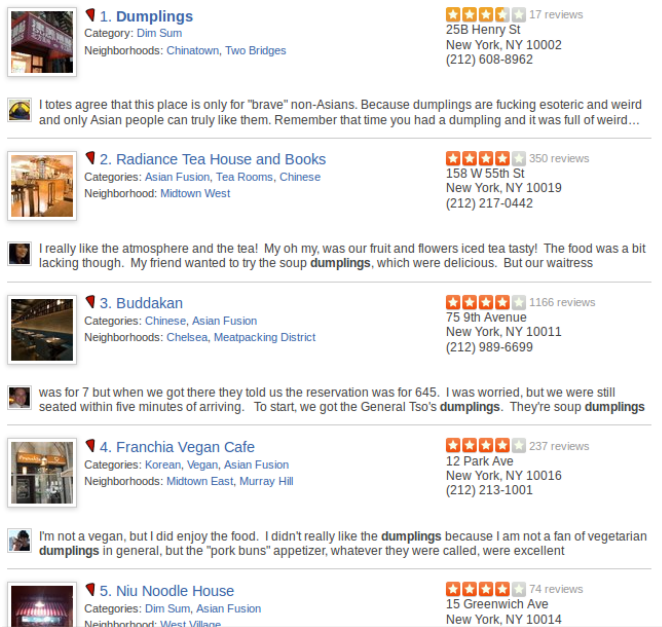 1. Dumplings
Category: Dim Sum
Neighborhoods: Chinatown, Two Bridges
17 reviews
25B Henry St
New York, NY 10002
(212) 608-8962
I totes agree that this place is only for "brave" non-Asians. Because dumplings are fucking esoteric and weird
and only Asian people can truly like them. Remember that time you had a dumpling and it was full of weird…
2. Radiance Tea House and Books
Categories: Asian Fusion, Tea Rooms, Chinese
Neighborhood: Midtown West
350 reviews
158 W 55th St
New York, NY 10019
(212) 217-0442
I really like the atmosphere and the tea! My oh my, was our fruit and flowers iced tea tasty! The food was a bit
lacking though. My friend wanted to try the soup dumplings, which were delicious. But our waitress
3. Buddakan
Categories: Chinese, Asian Fusion
Neighborhoods: Chelsea, Meatpacking District
1166 reviews
75 9th Avenue
New York, NY 10011
(212) 989-6699
was for 7 but when we got there they told us the reservation was for 645. I was worried, but we were still
seated within five minutes of arriving. To start, we got the General Tso's dumplings. They're soup dumplings
4. Franchia Vegan Cafe
Categories: Korean, Vegan, Asian Fusion
Neighborhoods: Midtown East, Murray Hill
237 reviews
12 Park Ave
New York, NY 10016
(212) 213-1001
I'm not a vegan, but I did enjoy the food. I didn't really like the dumplings because I am not a fan of vegetarian
dumplings in general, but the "pork buns" appetizer, whatever they were called, were excellent
5. Niu Noodle House
Categories: Dim Sum, Asian Fusion
Neighborhood: West Village
74 reviews
15 Greenwich Ave
New York, NY 10014